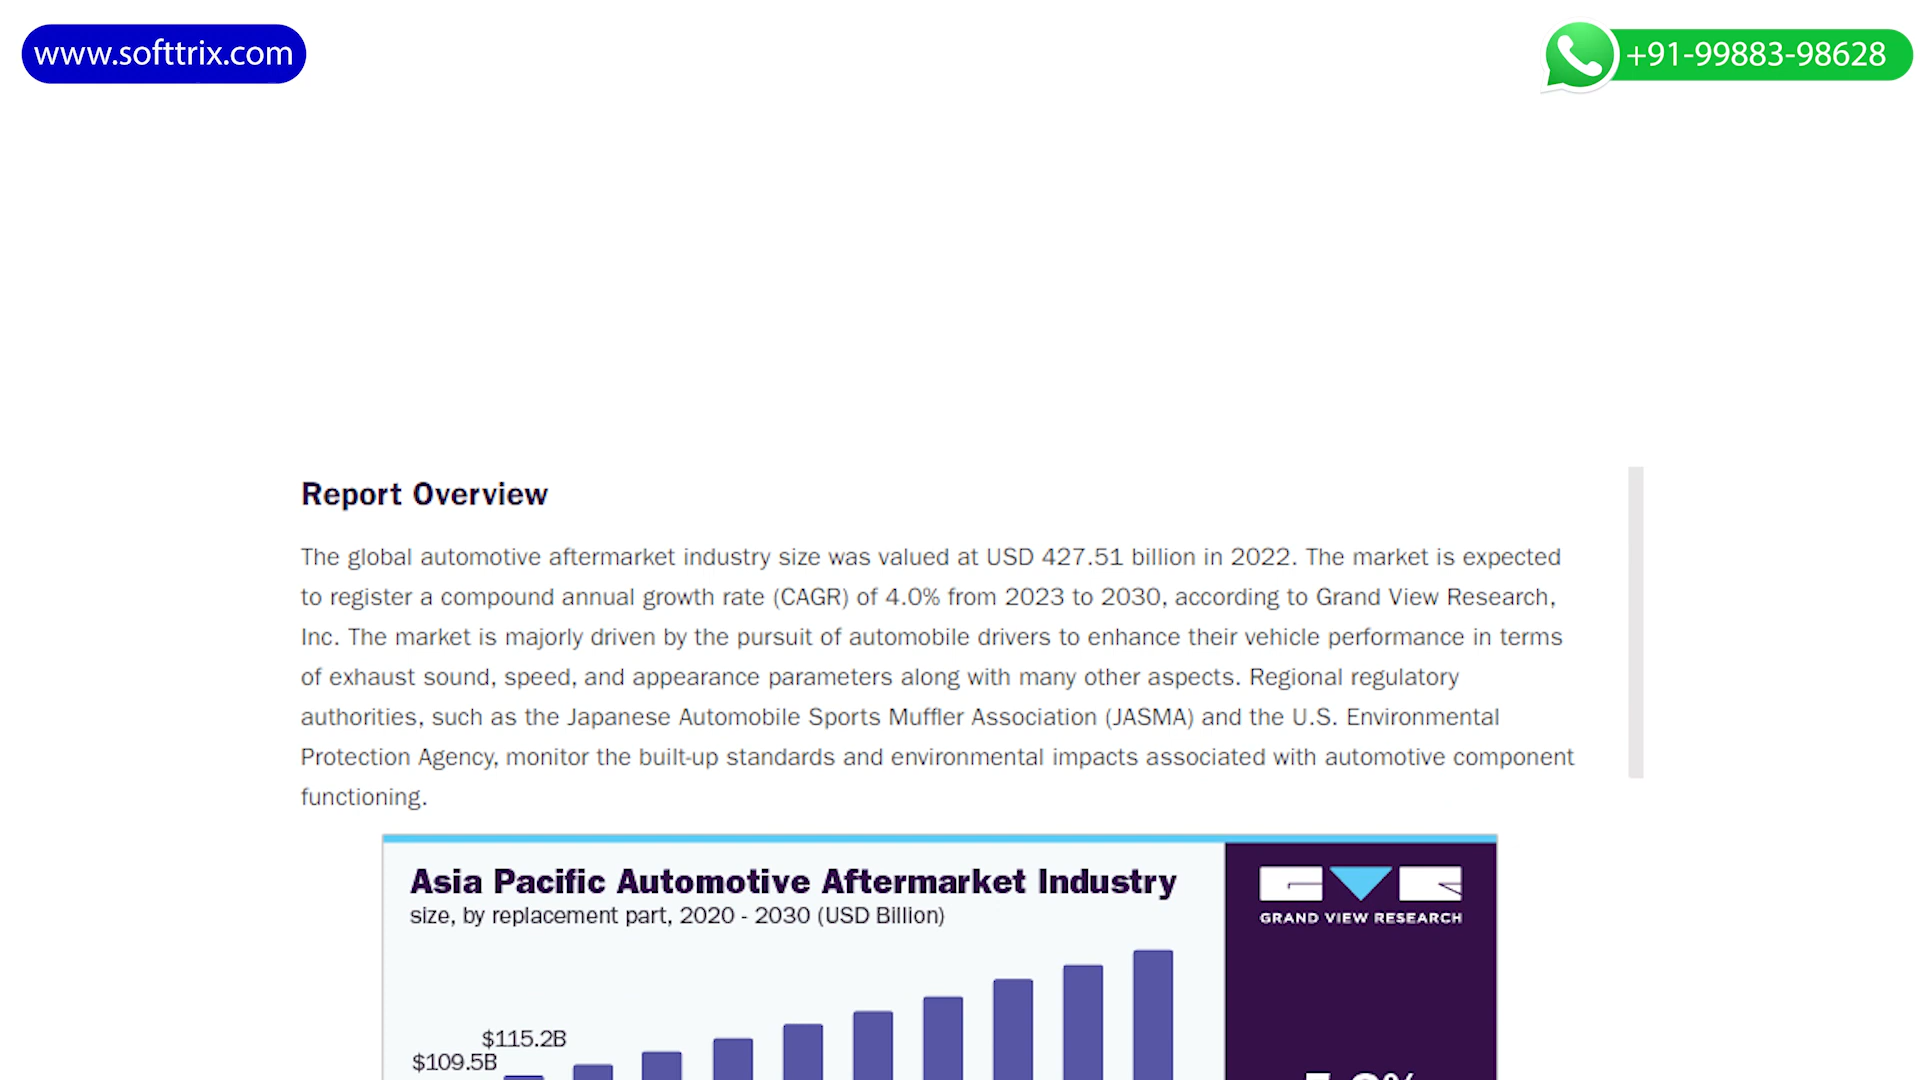 www.softtrix.com
+91-99883-98628
Report Overview
The global automotive aftermarket industry size was valued at USD 427.51 billion in 2022. The market is expected
to register a compound annual growth rate (CAGR) of 4.0% from 2023 to 2030, according to Grand View Research,
Inc. The market is majorly driven by the pursuit of automobile drivers to enhance their vehicle performance in terms
of exhaust sound, speed, and appearance parameters along with many other aspects. Regional regulatory
authorities, such as the Japanese Automobile Sports Muffler Association (JASMA) and the U.S. Environmental
Protection Agency, monitor the built-up standards and environmental impacts associated with automotive component
functioning.
Asia Pacific Automotive Aftermarket Industry
size, by replacement part, 2020 - 2030 (USD Billion)
GRAND VIEW RESEARCH
$115.2B
$109.5B